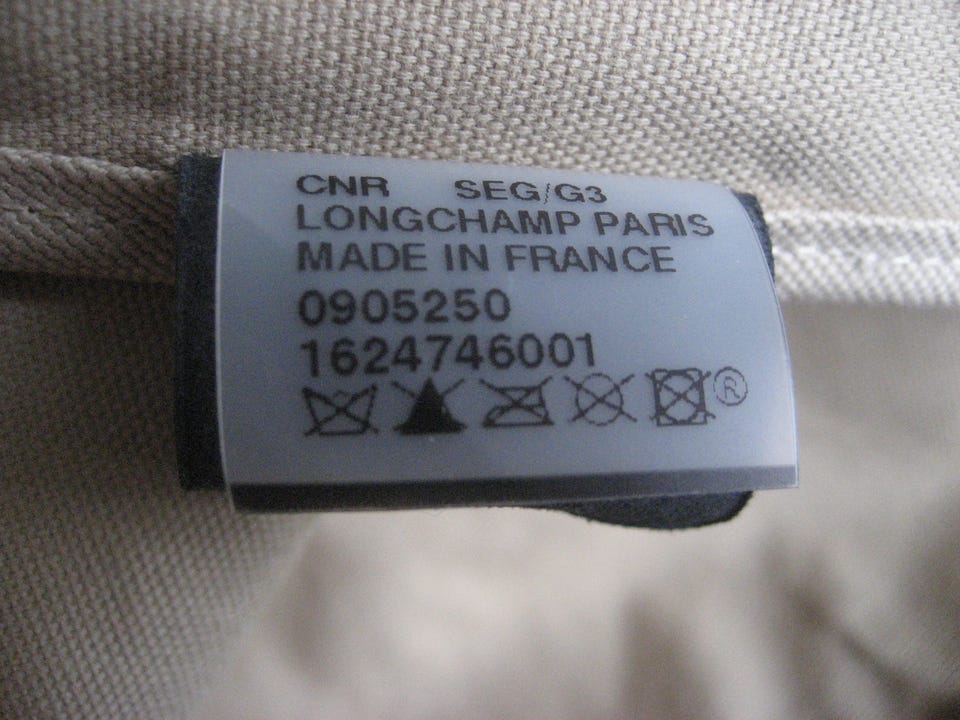 CNR SEG/G3
LONGCHAMP PARIS
MADE IN FRANCE
0905250
1624746001
®